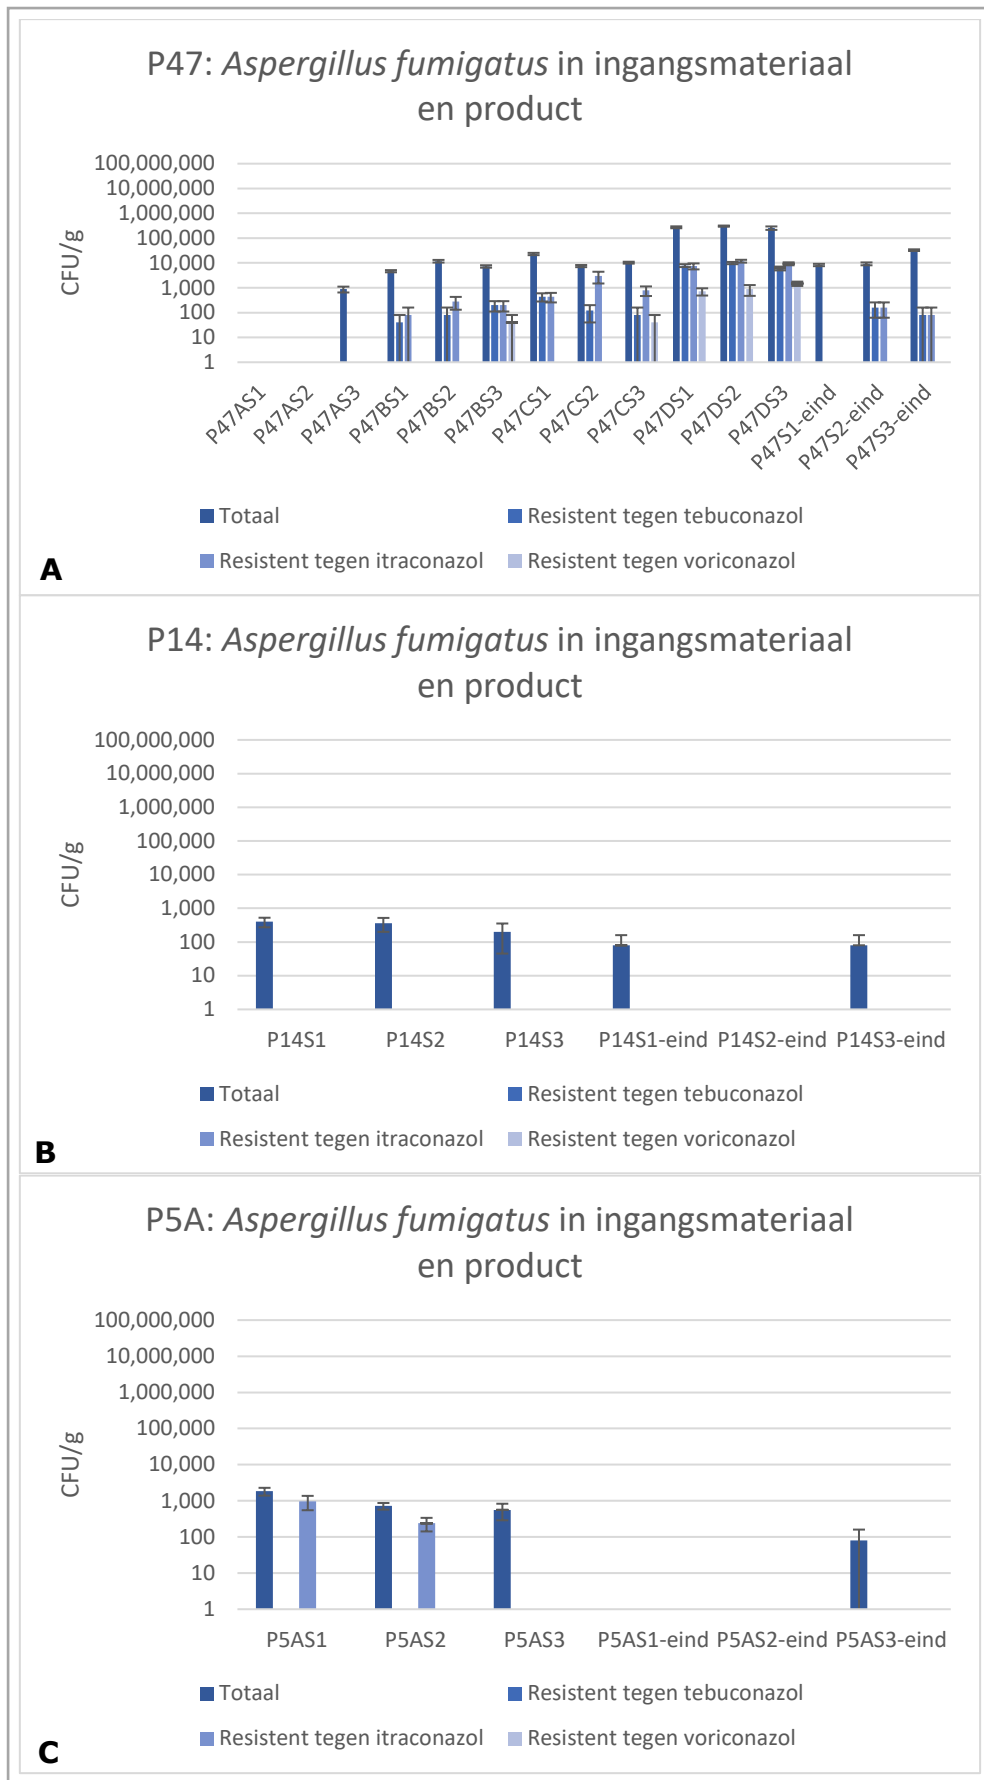 P47: Aspergillus fumigatus in ingangsmateriaal
en product
CFU/g
100,000,000
10,000,000
1,000,000
100,000
10,000
1,000
100
10
1
P47AS1
P47AS2
P47AS3
P47BS1
P47BS2
P47BS3
P47CS1
P47CS2
P47CS3
P47DS1
P47DS2
P47DS3
P47S1-eind
P47S2-eind
P47S3-eind
Totaal
Resistent tegen tebuconazol
Resistent tegen itraconazol
Resistent tegen voriconazol
A
P14: Aspergillus fumigatus in ingangsmateriaal
en product
CFU/g
100,000,000
10,000,000
1,000,000
100,000
10,000
1,000
100
10
1
P14S1
P14S2
P14S3
P14S1-eind
P14S2-eind
P14S3-eind
Totaal
Resistent tegen tebuconazol
Resistent tegen itraconazol
Resistent tegen voriconazol
B
P5A: Aspergillus fumigatus in ingangsmateriaal
en product
CFU/g
100,000,000
10,000,000
1,000,000
100,000
10,000
1,000
100
10
1
P5AS1
P5AS2
P5AS3
P5AS1-eind
P5AS2-eind
P5AS3-eind
Totaal
Resistent tegen tebuconazol
Resistent tegen itraconazol
Resistent tegen voriconazol
C